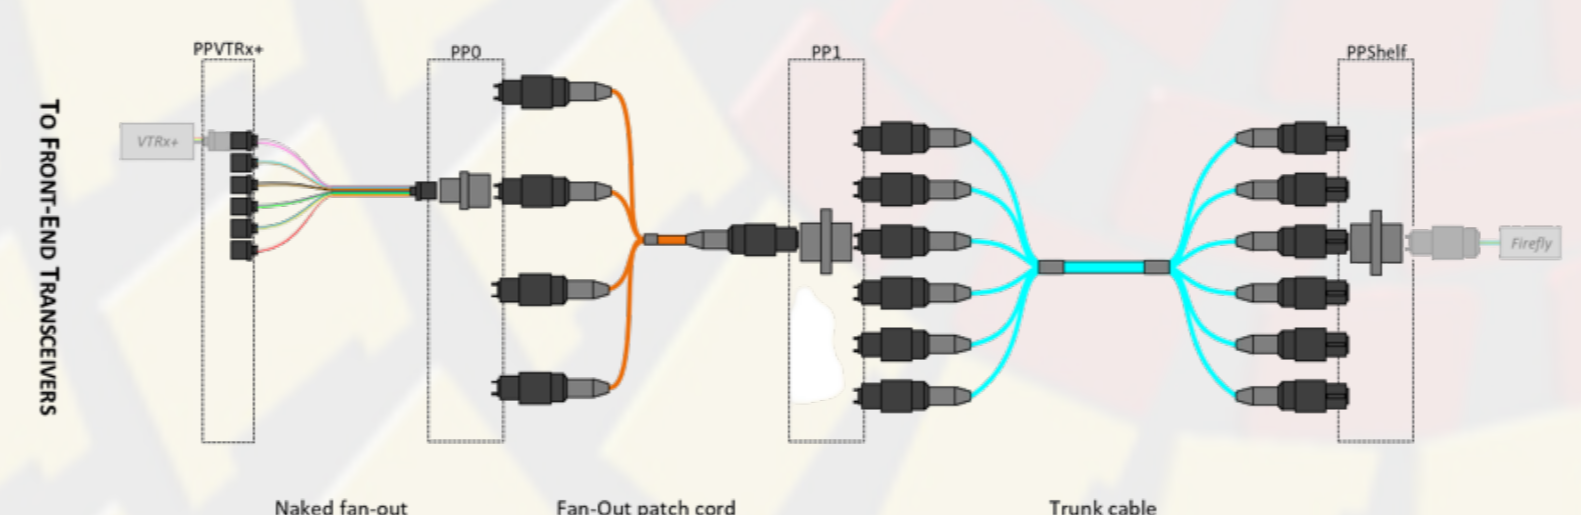 PPVTRx+
PP0
PP1
PPShelf
TO FRONT-END TRANSCEIVERS
VTRx+
Firefly
Naked fan-out
Fan-Out patch cord
Trunk cable